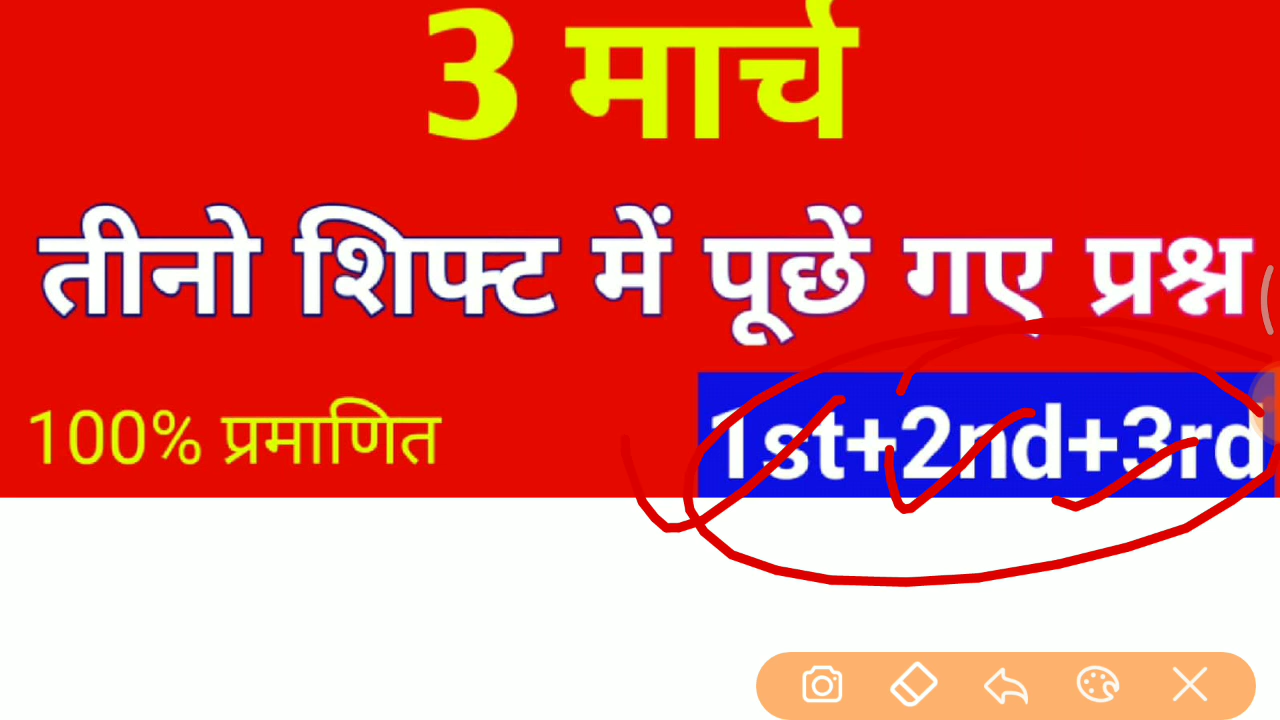 3 मार्च
तीनो शिफ्ट में पूछें गए प्रश्न
100% प्रमाणित
1st+2nd+3rd